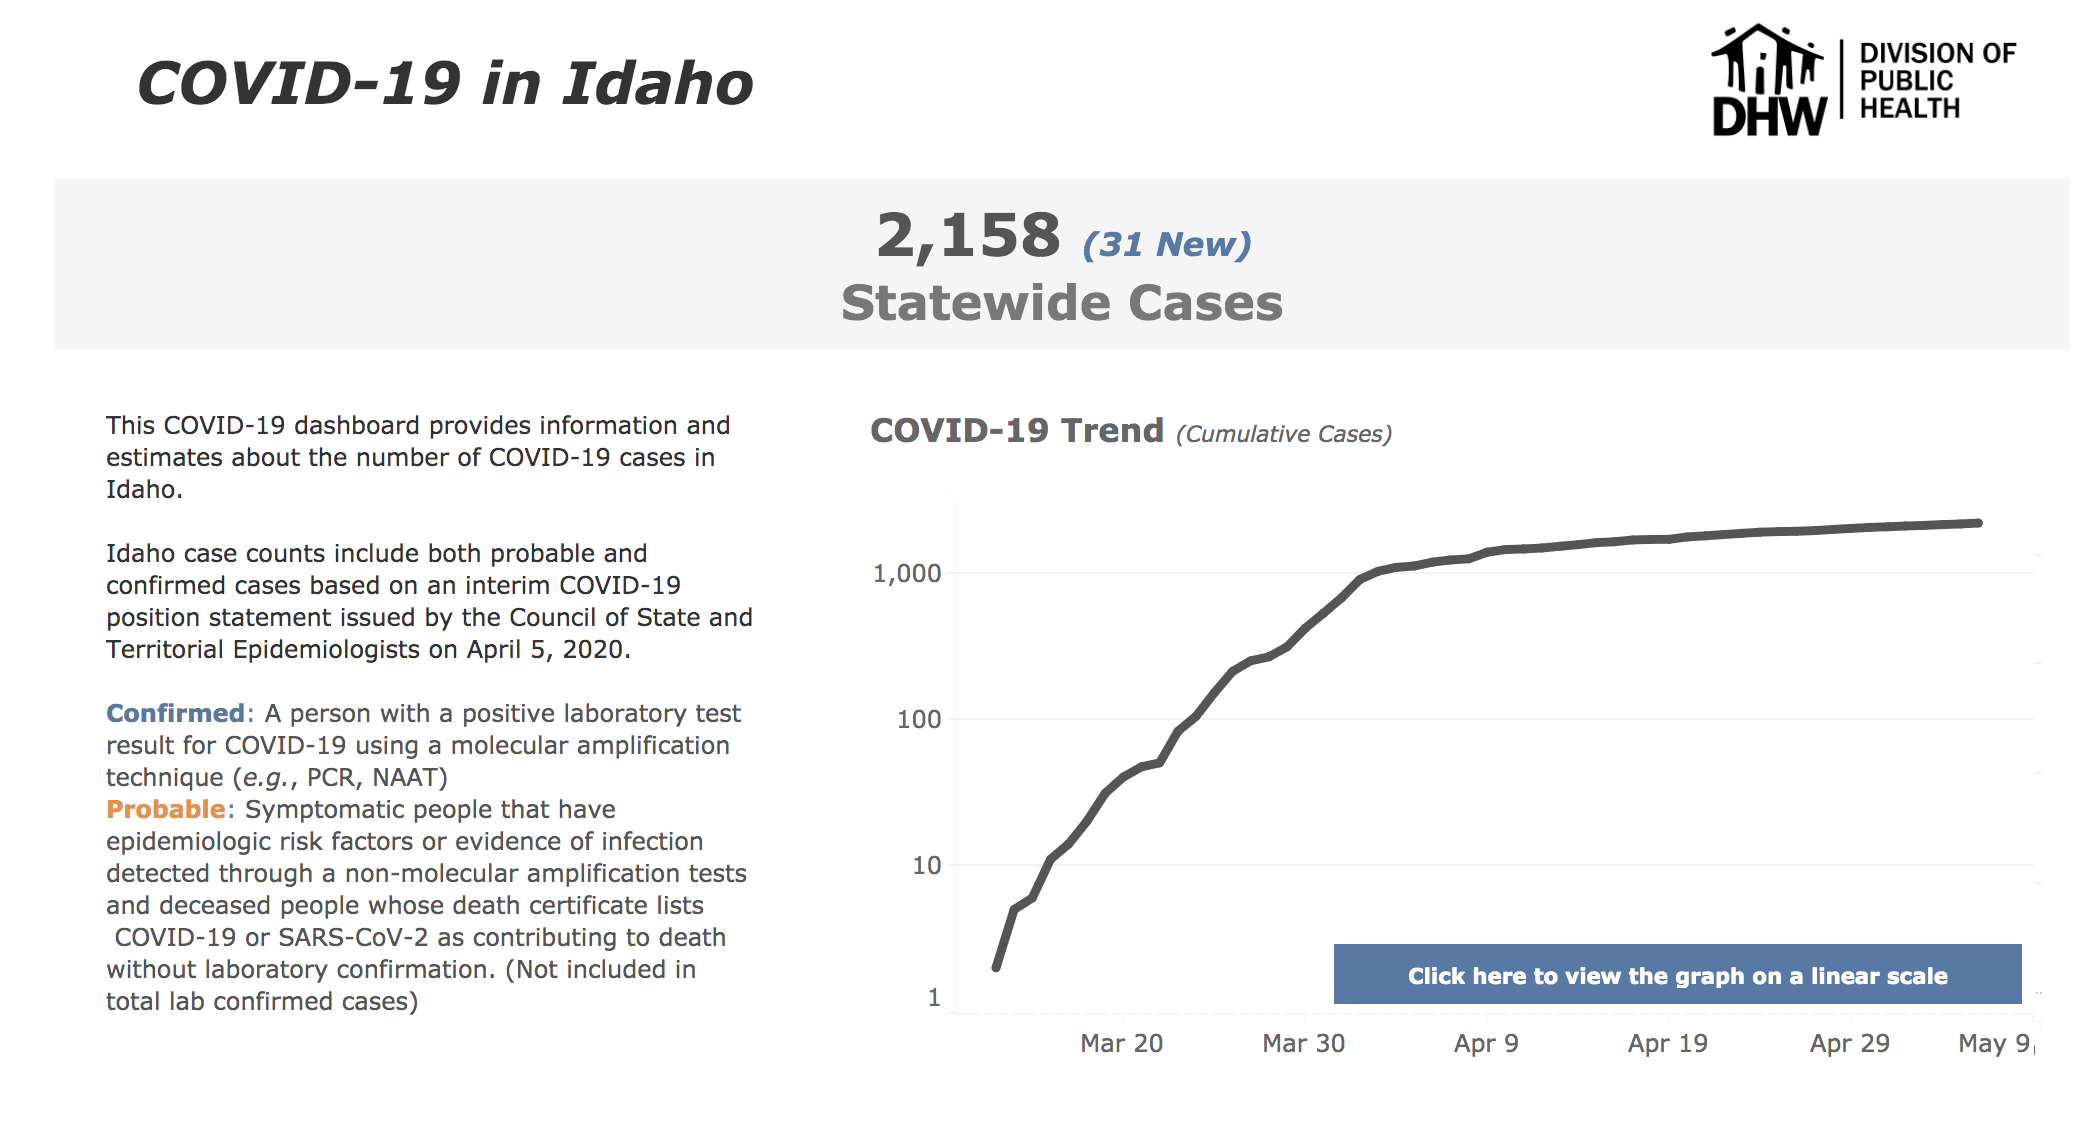 COVID-19 in Idaho
DHW
DIVISION OF
PUBLIC
HEALTH
2,158 (31 New)
Statewide Cases
This COVID-19 dashboard provides information and
estimates about the number of COVID-19 cases in
Idaho.
Idaho case counts include both probable and
confirmed cases based on an interim COVID-19
position statement issued by the Council of State and
Territorial Epidemiologists on April 5, 2020.
Confirmed: A person with a positive laboratory test
result for COVID-19 using a molecular amplification
technique (e.g., PCR, NAAT)
Probable: Symptomatic people that have
epidemiologic risk factors or evidence of infection
detected through a non-molecular amplification tests
and deceased people whose death certificate lists
COVID-19 or SARS-CoV-2 as contributing to death
without laboratory confirmation. (Not included in
total lab confirmed cases)
COVID-19 Trend (Cumulative Cases)
1,000
100
10
1
Click here to view the graph on a linear scale
Mar 20 Mar 30 Apr 9 Apr 19 Apr 29 May 9